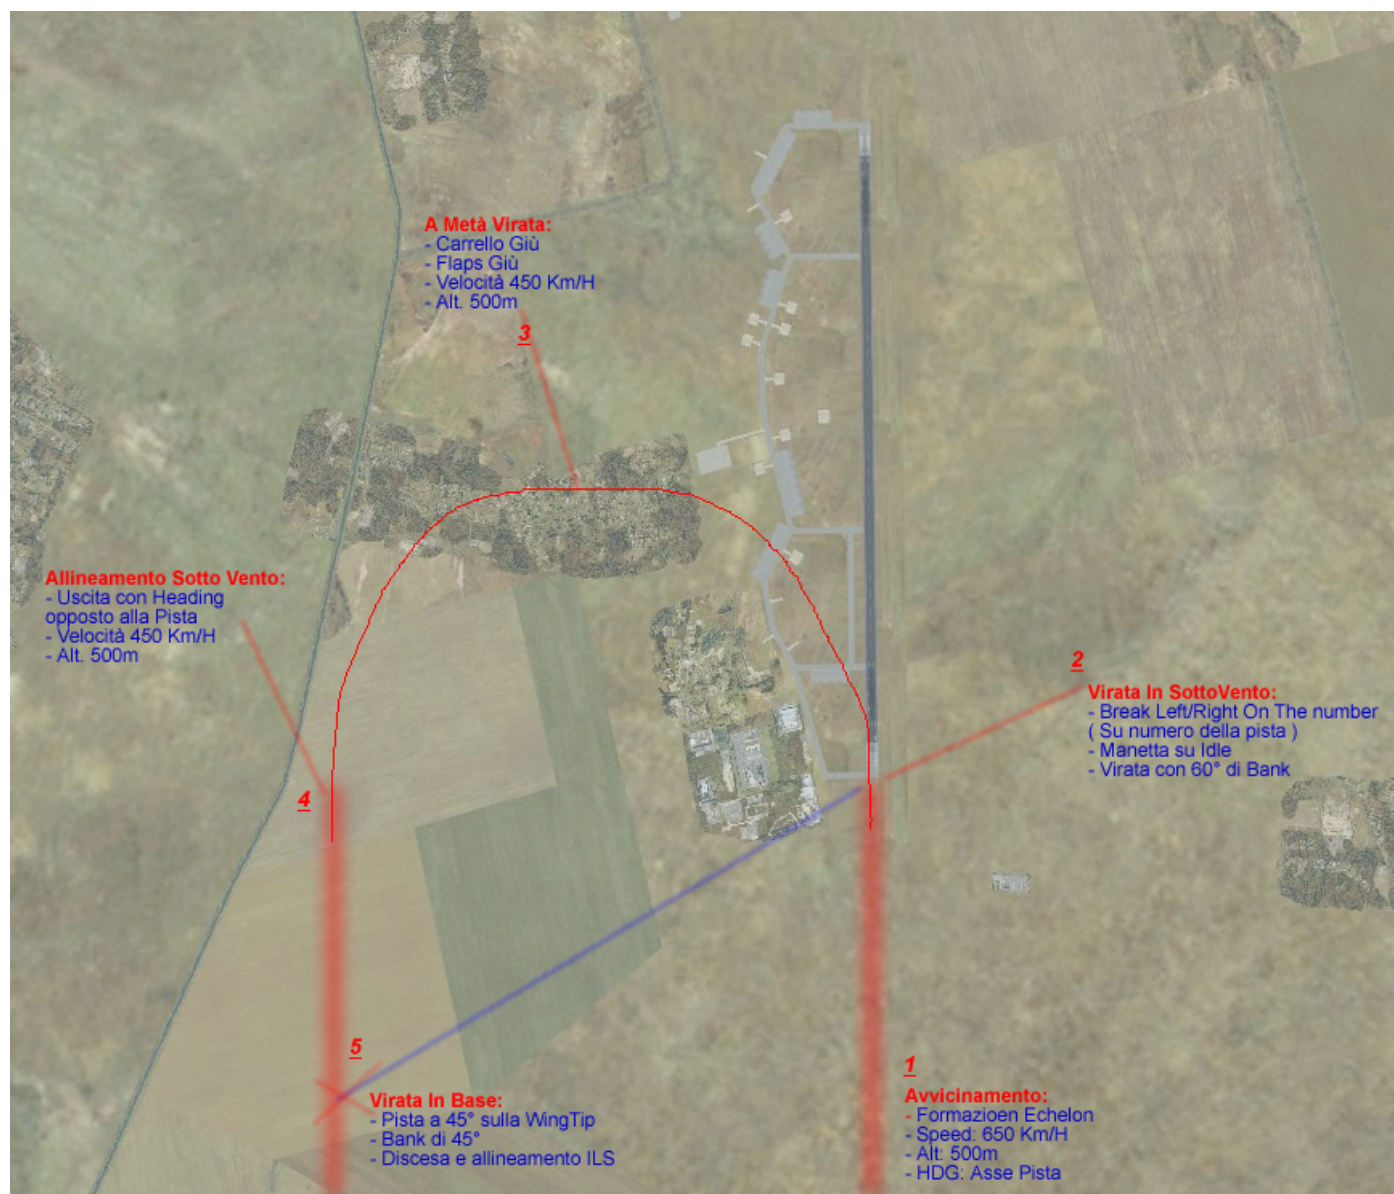 A Metà Virata:
- Carrello Giù
- Flaps Giù
- Velocità 450 Km/H
- Alt. 500m
3
Allineamento Sotto Vento:
- Uscita con Heading
opposto alla Pista
- Velocità 450 Km/H
- Alt. 500m
2
Virata In SottoVento:
- Break Left/Right On The number
( Su numero della pista )
- Manetta su Idle
- Virata con 60° di Bank
4
5
Virata In Base:
- Pista a 45° sulla WingTip
- Bank di 45°
- Discesa e allineamento ILS
1
Avvicinamento:
- Formazioen Echelon
- Speed: 650 Km/H
- Alt: 500m
- HDG: Asse Pista